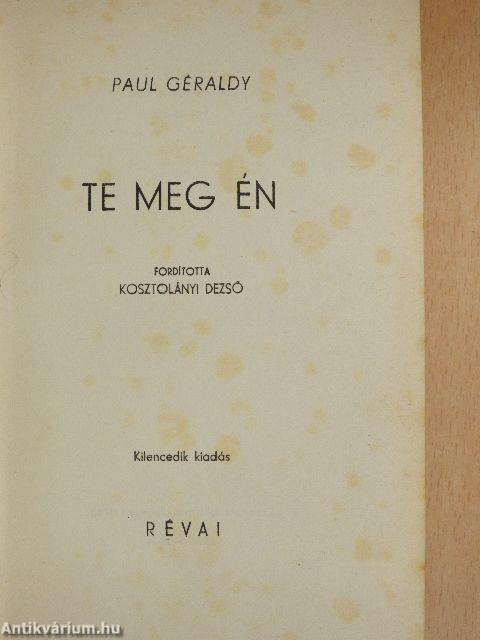 PAUL GÉRALDY
TE MEG ÉN
FORDÍTOTTA
KOSZTOLÁNYI DEZSŐ
Kilencedik kiadás
RÉVAI
Antikvárium.hu